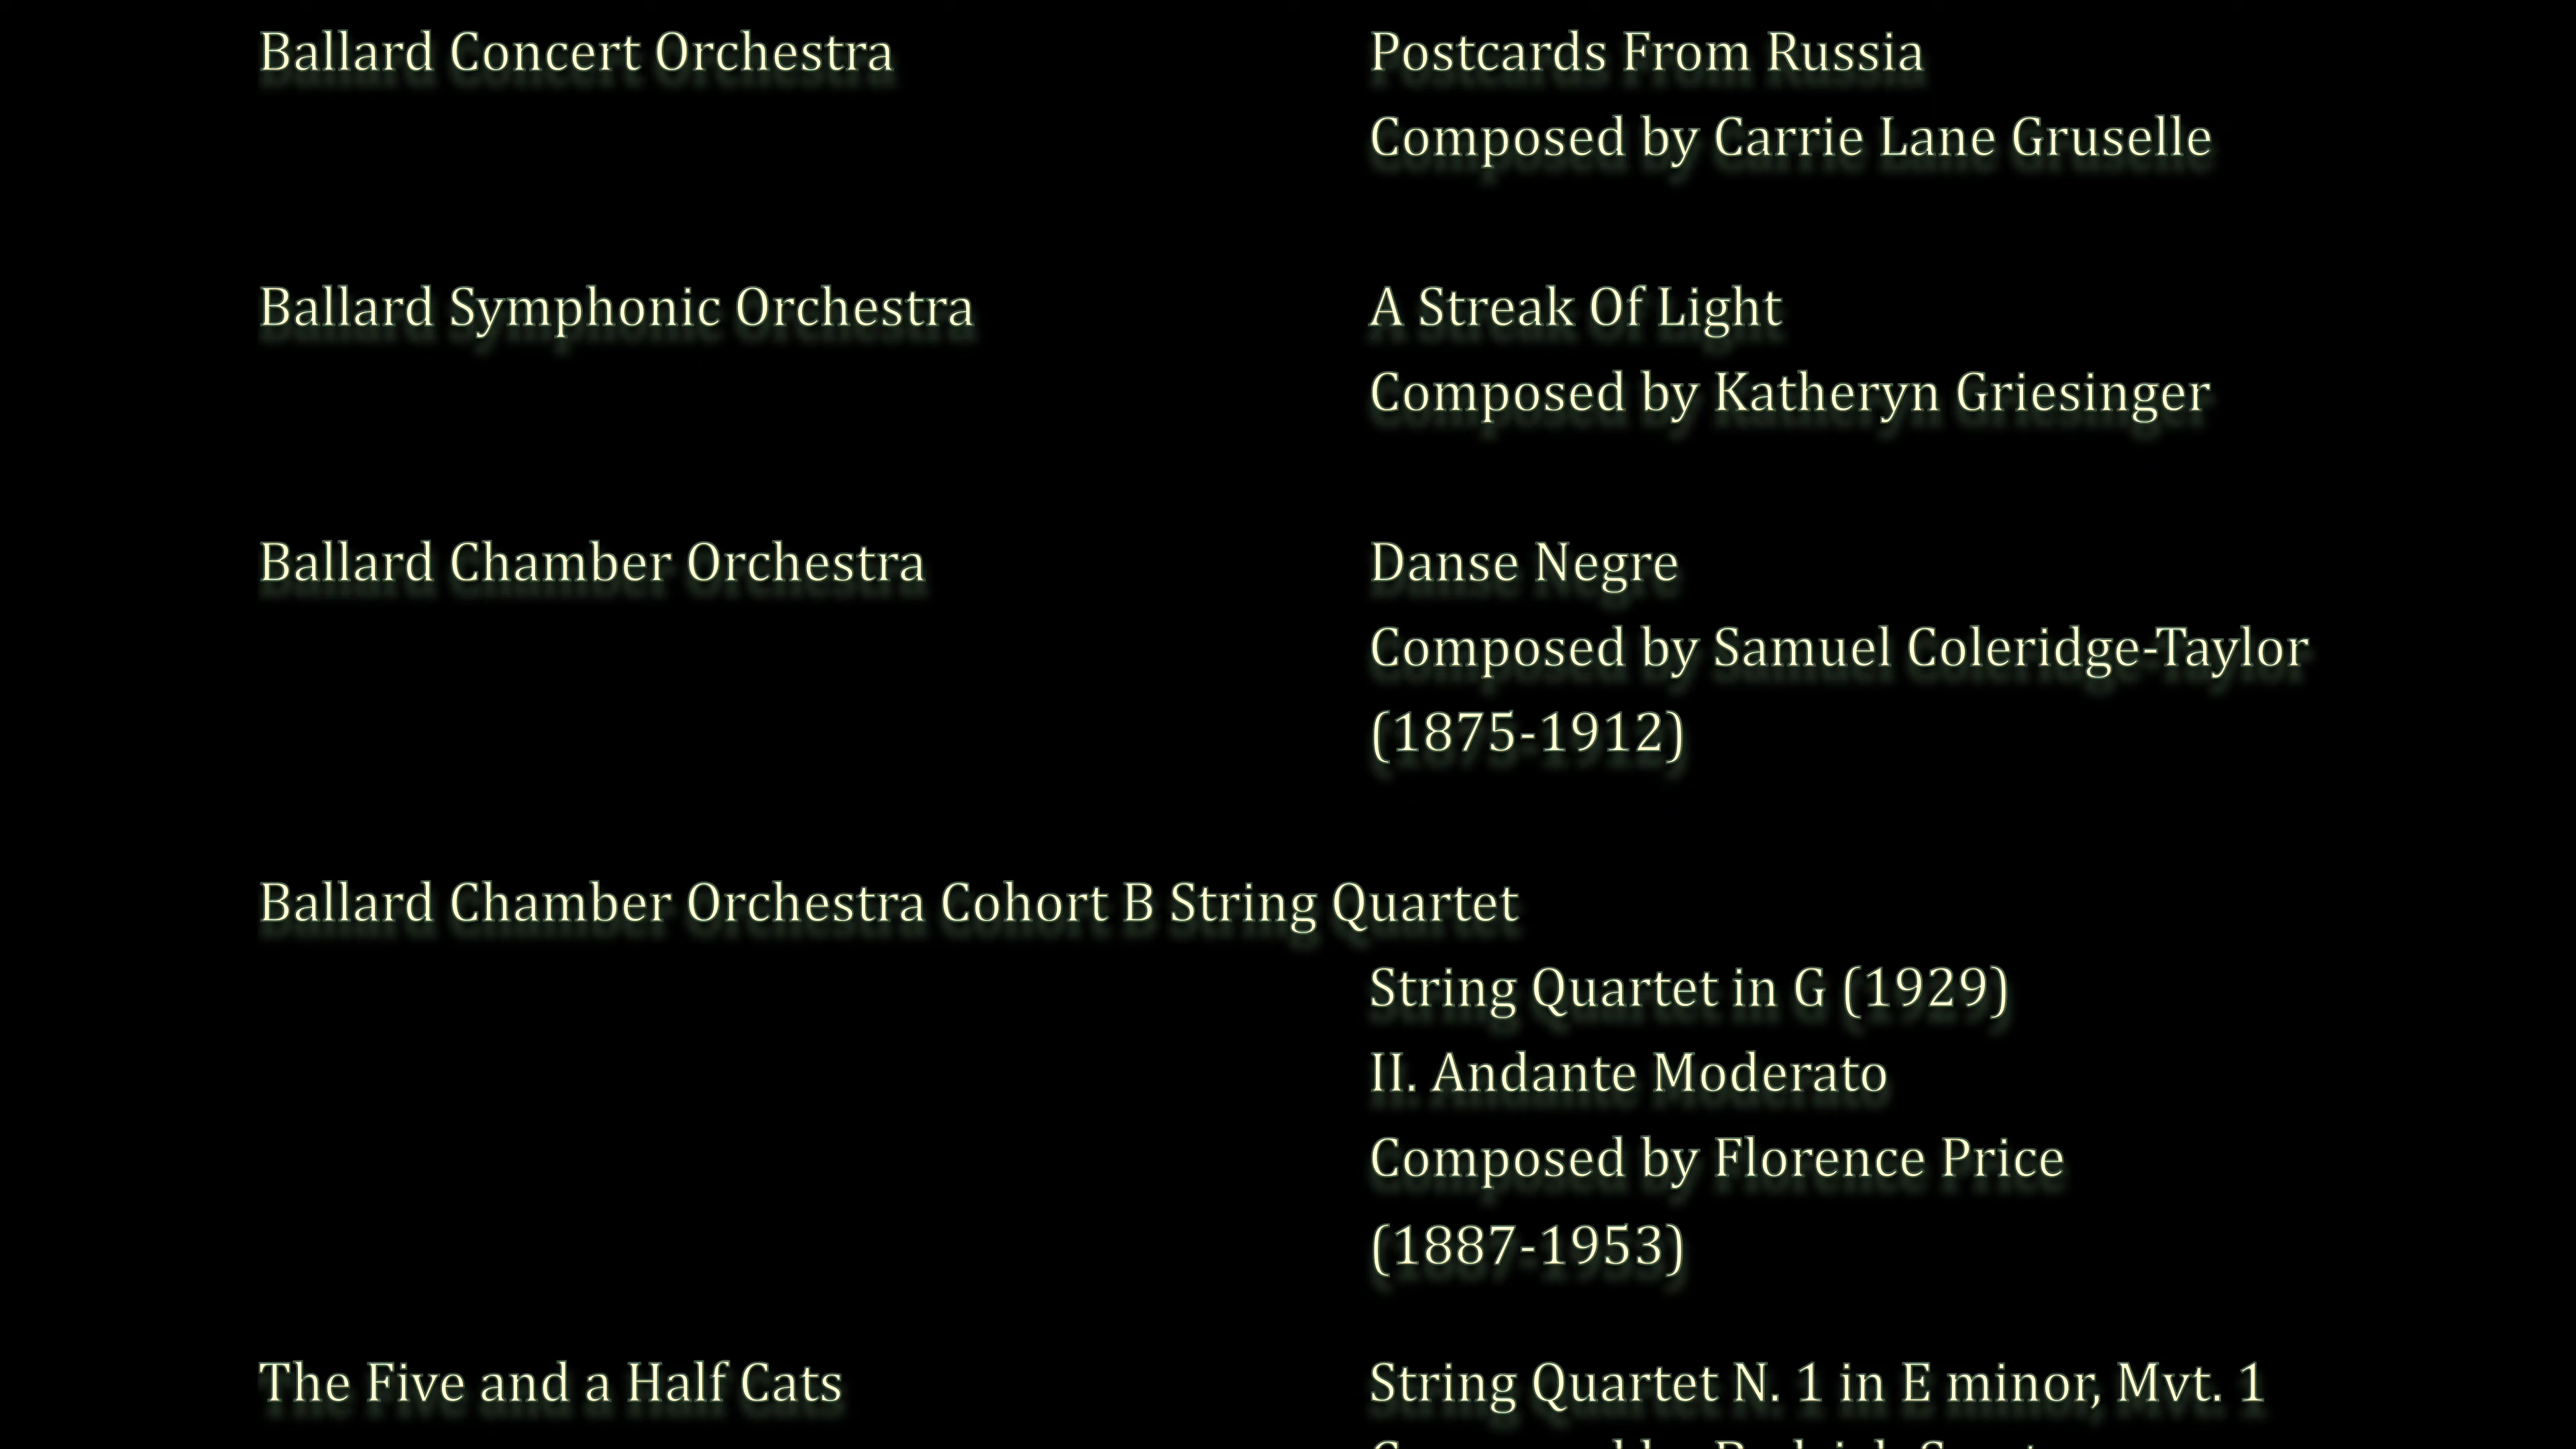 Ballard Concert Orchestra Postcards From Russia
Composed by Carrie Lane Gruselle
Ballard Symphonic Orchestra A Streak Of Light
Composed by Katheryn Griesinger
Ballard Chamber Orchestra Danse Negre
Composed by Samuel Coleridge-Taylor
(1875-1912)
Ballard Chamber Orchestra Cohort B String Quartet
String Quartet in G (1929)
II. Andante Moderato
Composed by Florence Price
(1887-1953)
The Five and a Half Cats String Quartet N. 1 in E minor, Mvt. 1
Composed by